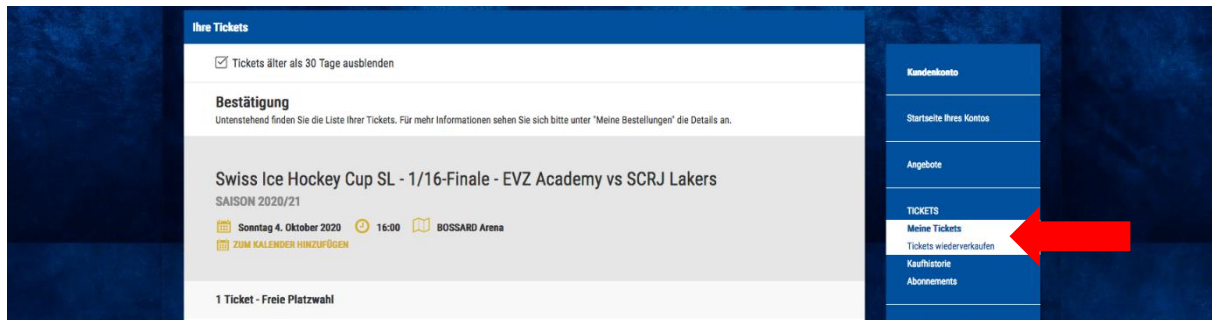 Ihre Tickets
Tickets älter als 30 Tage ausblenden
Bestätigung
Untenstehend finden Sie die Liste Ihrer Tickets. Für mehr Informationen sehen Sie sich bitte unter "Meine Bestellungen" die Details an.
Swiss Ice Hockey Cup SL - 1/16-Finale - EVZ Academy vs SCRJ Lakers
SAISON 2020/21
Sonntag 4. Oktober 2020 16:00 BOSSARD Arena
ZUM KALENDER HINZUFÜGEN
1 Ticket - Freie Platzwahl
Kundenkonto
Startseite Ihres Kontos
Angebote
TICKETS
Meine Tickets
Tickets wiederverkaufen
Kaufhistorie
Abonnements